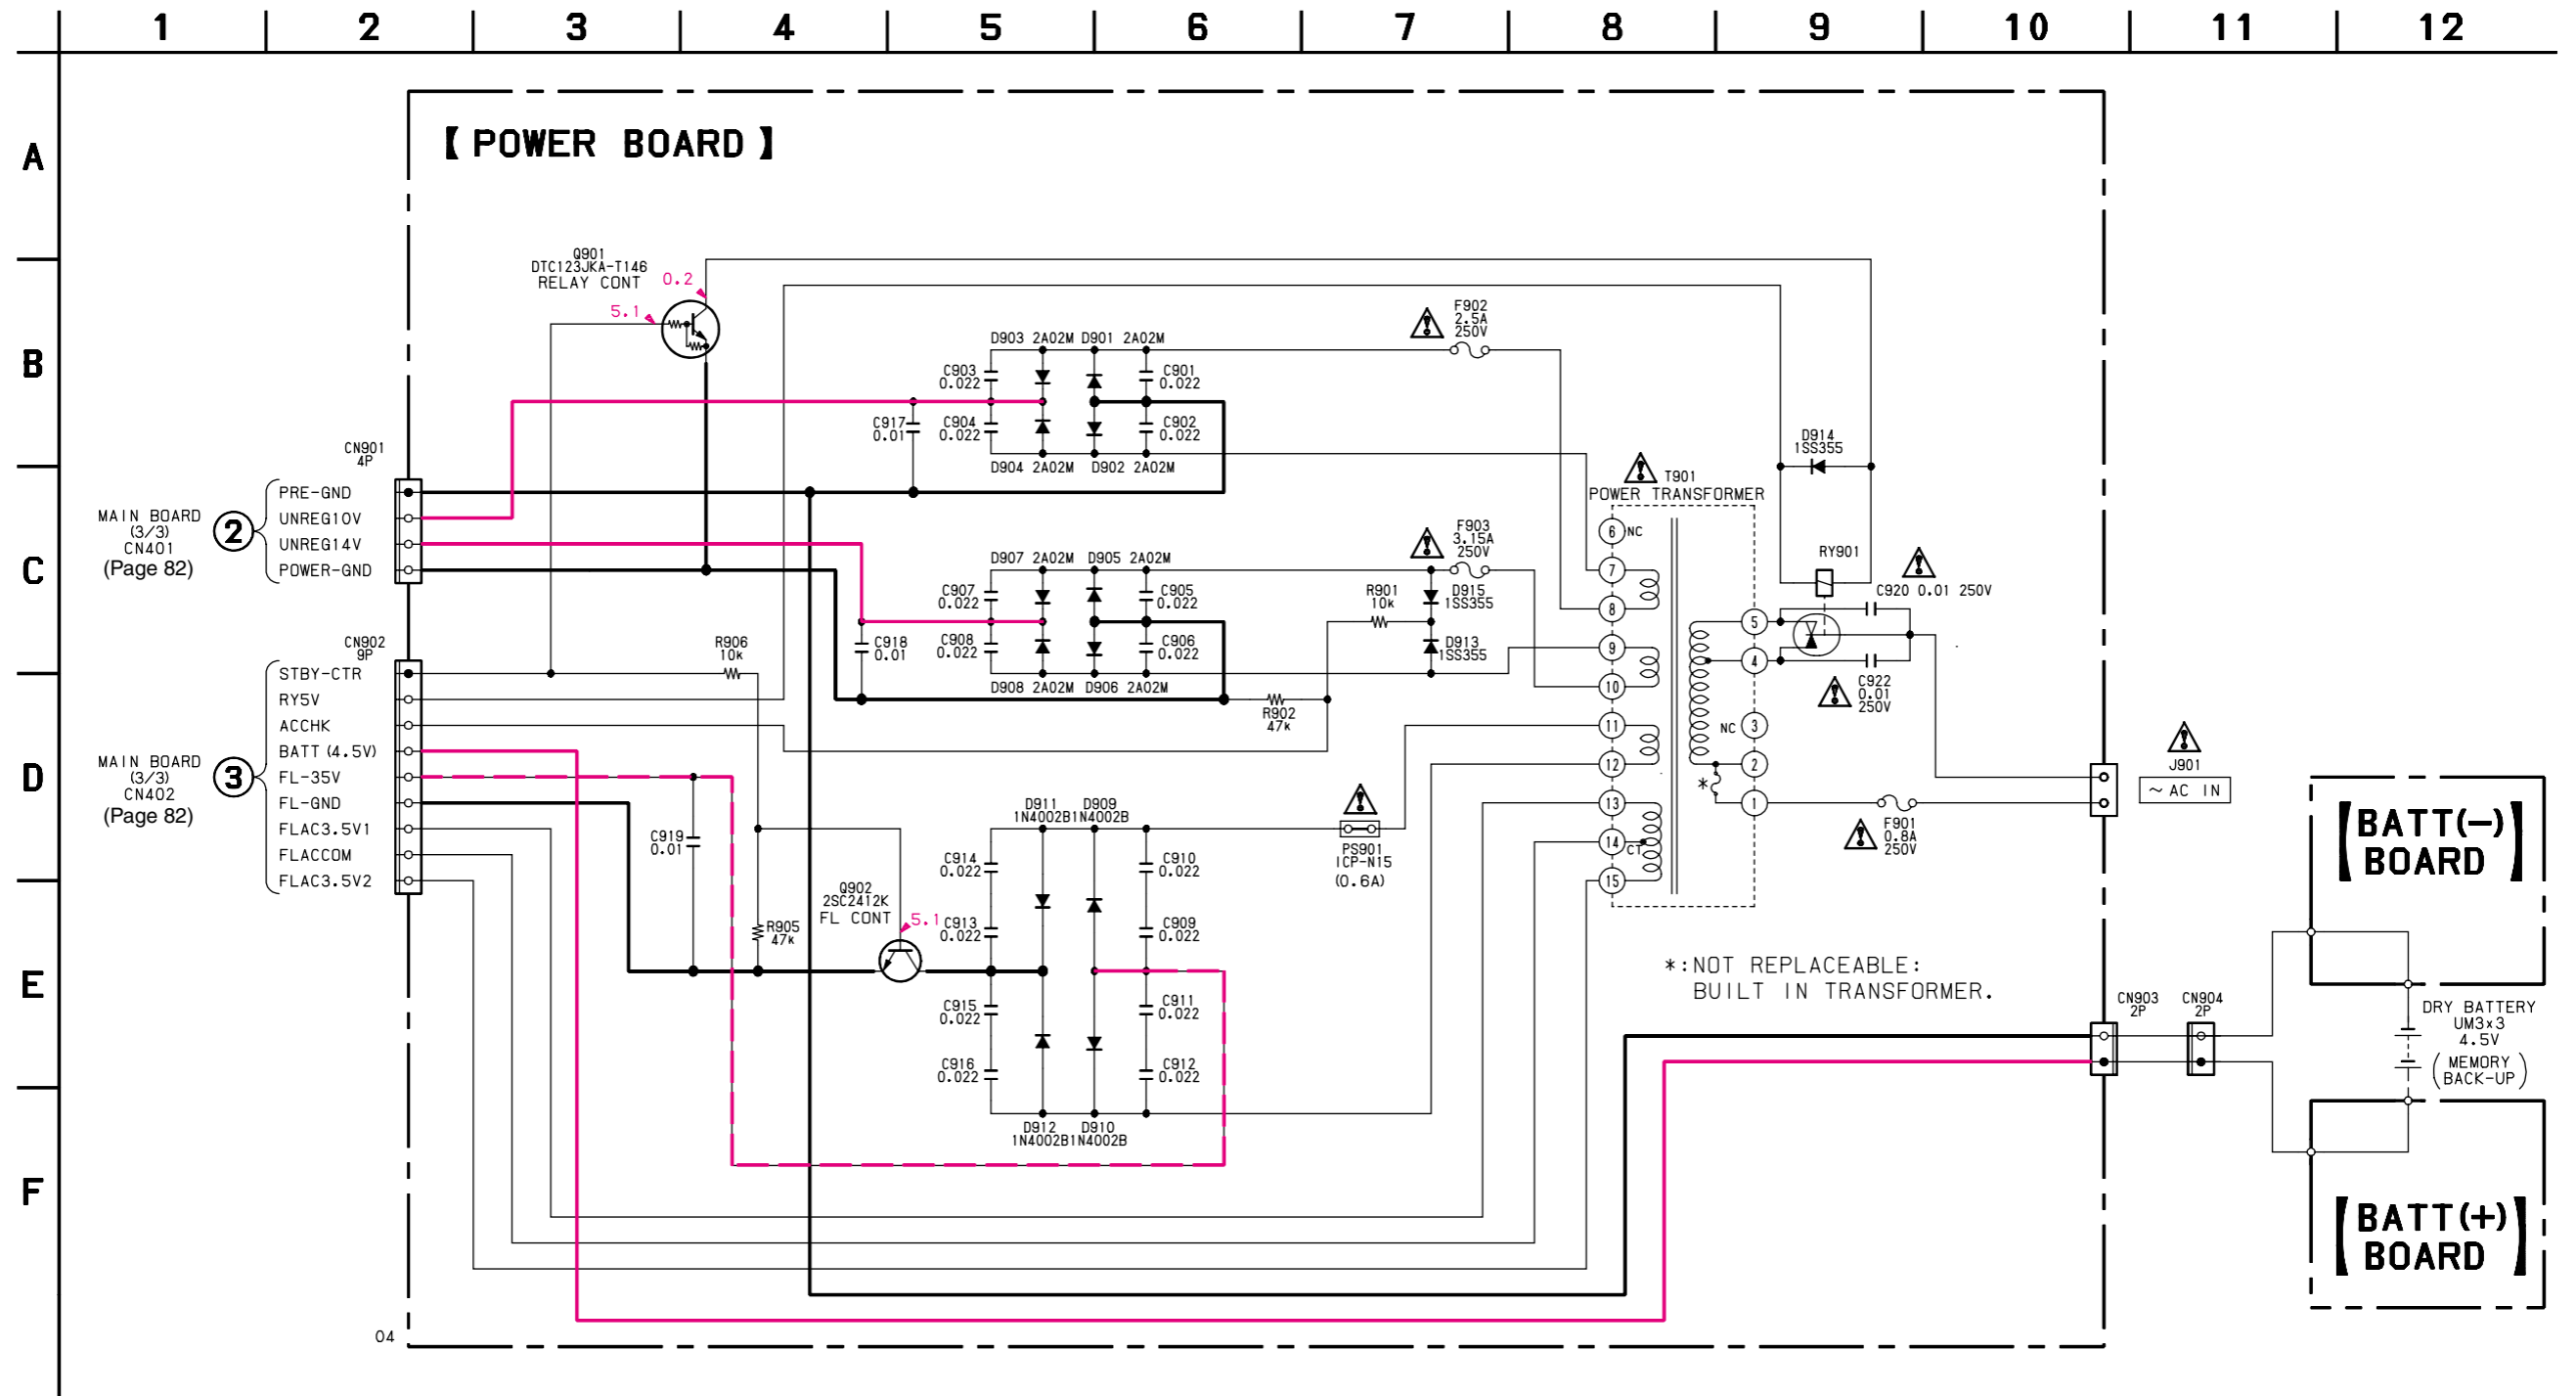 1 2 3 4 5 6 7 8 9 10 11 12
A
B
C
D
E
F
【 POWER BOARD 】
Q901
DTC123JKA-T146
RELAY CONT
0.2
5.1
F902
2.5A
250V
D903 2A02M D901 2A02M
C903
0.022
C901
0.022
C917
0.01
C904
0.022
C902
0.022
D904 2A02M D902 2A02M
D914
1SS355
CN901
4P
PRE-GND
UNREG10V
UNREG14V
POWER-GND
MAIN BOARD
(3/3)
CN401
(Page 82)
2
T901
POWER TRANSFORMER
F903
3.15A
250V
D907 2A02M D905 2A02M
C907
0.022
C905
0.022
R901
10k
D915
1SS355
C918
0.01
C908
0.022
C906
0.022
D913
1SS355
D908 2A02M D906 2A02M
R902
47k
RY901
C920 0.01 250V
C922
0.01
250V
6 NC
7
8
9
10
11
12
13
14 CT
15
5
4
NC 3
2
*
1
CN902
9P
R906
10k
STBY-CTR
RY5V
ACCHK
BATT (4.5V)
FL-35V
FL-GND
FLAC3.5V1
FLACCOM
FLAC3.5V2
MAIN BOARD
(3/3)
CN402
(Page 82)
3
J901
~ AC IN
F901
0.8A
250V
C919
0.01
D911 D909
1N4002B1N4002B
PS901
ICP-N15
(0.6A)
C914
0.022
C910
0.022
Q902
2SC2412K
FL CONT
5.1
R905
47k
C913
0.022
C909
0.022
C915
0.022
C911
0.022
C916
0.022
C912
0.022
D912 D910
1N4002B1N4002B
*:NOT REPLACEABLE:
BUILT IN TRANSFORMER.
CN903
2P
CN904
2P
【BATT(−)
BOARD】
DRY BATTERY
UM3x3
4.5V
(MEMORY
BACK-UP)
【BATT(+)
BOARD】
04